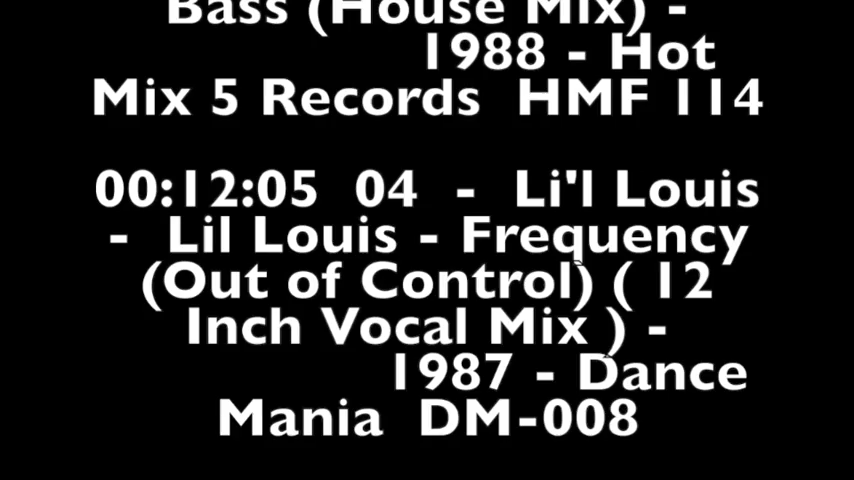 Bass (House Mix) -
1988 - Hot
Mix 5 Records  HMF 114
00:12:05  04  -  Li'l Louis
-  Lil Louis - Frequency
(Out of Control) ( 12
Inch Vocal Mix ) -
1987 - Dance
Mania  DM-008